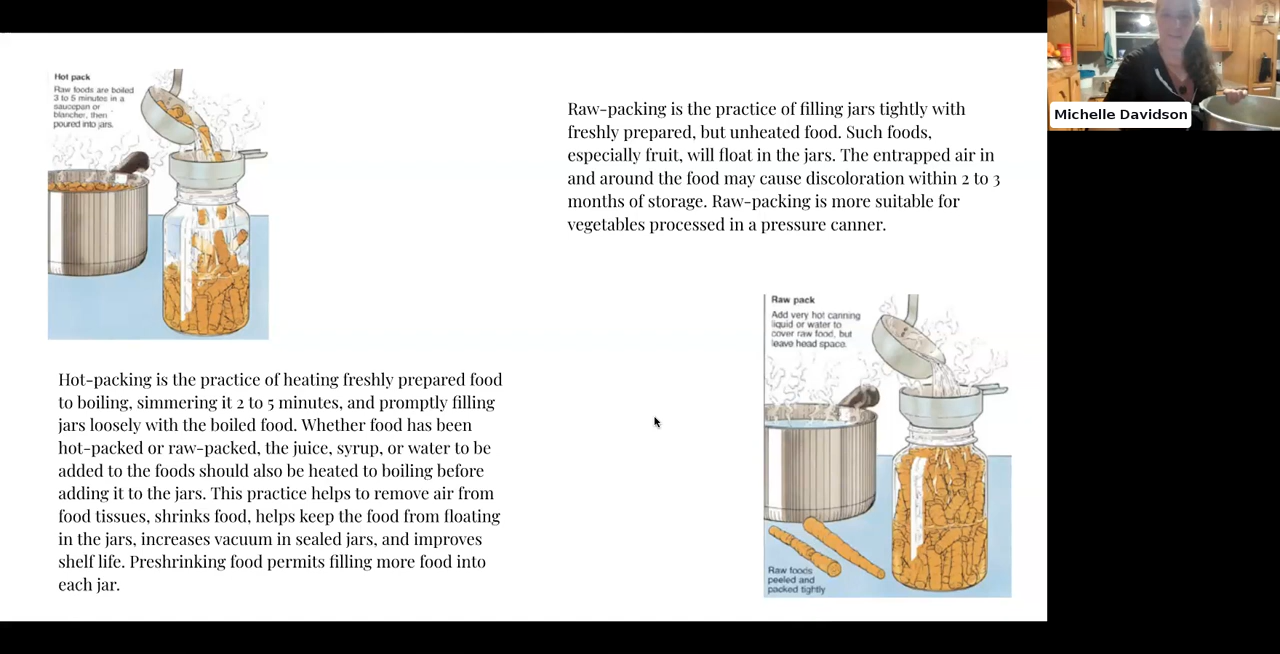 Hot pack
Raw foods are boiled
3 to 5 minutes in a
saucepan or
blancher, then
poured into jars.
Hot-packing is the practice of heating freshly prepared food
to boiling, simmering it 2 to 5 minutes, and promptly filling
jars loosely with the boiled food. Whether food has been
hot-packed or raw-packed, the juice, syrup, or water to be
added to the foods should also be heated to boiling before
adding it to the jars. This practice helps to remove air from
food tissues, shrinks food, helps keep the food from floating
in the jars, increases vacuum in sealed jars, and improves
shelf life. Preshrinking food permits filling more food into
each jar.
Raw-packing is the practice of filling jars tightly with
freshly prepared, but unheated food. Such foods,
especially fruit, will float in the jars. The entrapped air in
and around the food may cause discoloration within 2 to 3
months of storage. Raw-packing is more suitable for
vegetables processed in a pressure canner.
Raw pack
Add very hot canning
liquid or water to
cover raw food, but
leave head space.
Raw foods
peeled and
packed tightly
Michelle Davidson